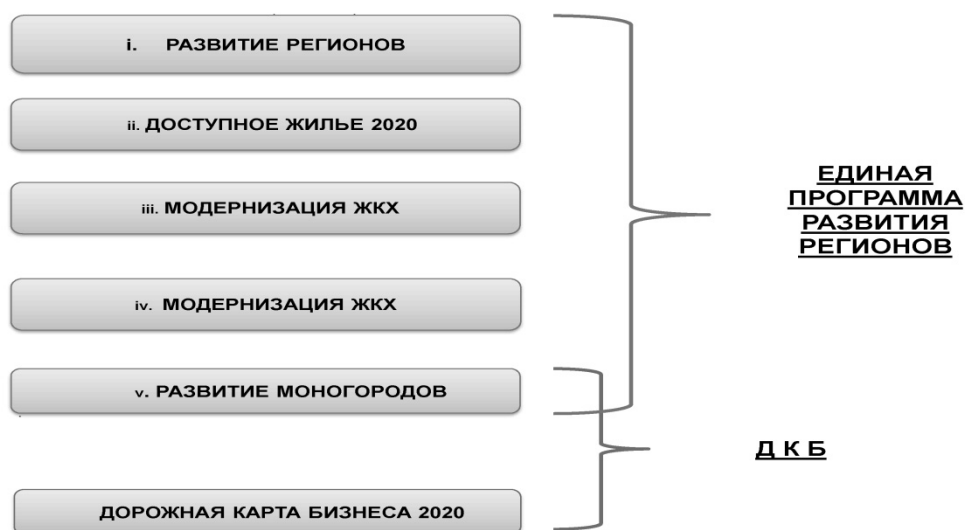 i. РАЗВИТИЕ РЕГИОНОВ
ii. ДОСТУПНОЕ ЖИЛЬЕ 2020
iii. МОДЕРНИЗАЦИЯ ЖКХ
iv. МОДЕРНИЗАЦИЯ ЖКХ
v. РАЗВИТИЕ МОНОГОРОДОВ
ДОРОЖНАЯ КАРТА БИЗНЕСА 2020
ЕДИНАЯ
ПРОГРАММА
РАЗВИТИЯ
РЕГИОНОВ
Д К Б